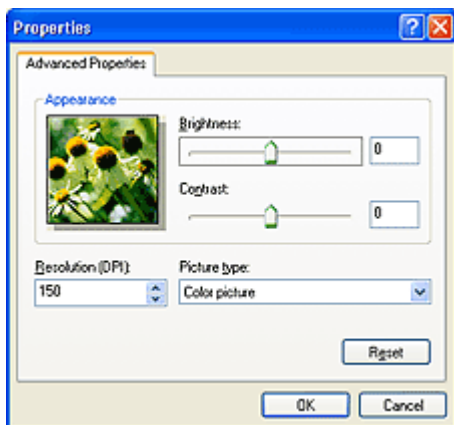 Properties
Advanced Properties
Appearance
Brightness:
0
Contrast:
0
Resolution (DPI):
150
Picture type:
Color picture
Reset
OK
Cancel